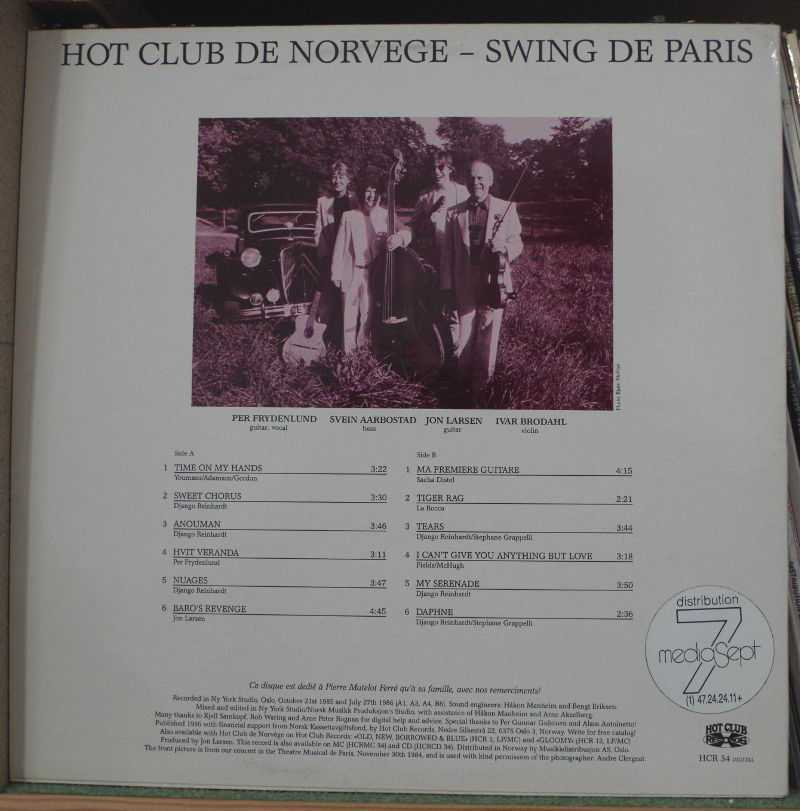 HOT CLUB DE NORVEGE – SWING DE PARIS
PER FRYDENLUND
guitar, vocal
SVEIN AARBOSTAD
bass
JON LARSEN
guitar
IVAR BRODAHL
violin
Side A
1 TIME ON MY HANDS 3:22
Youmans/Adamson/Gordon
2 SWEET CHORUS 3:30
Django Reinhardt
3 ANOUMAN 3:46
Django Reinhardt
4 HVIT VERANDA 3:11
Per Frydenlund
5 NUAGES 3:47
Django Reinhardt
6 BARO'S REVENGE 4:45
Jon Larsen
Side B
1 MA PREMIERE GUITARE 4:15
Sacha Distel
2 TIGER RAG 2:21
La Rocca
3 TEARS 3:44
Django Reinhardt/Stephane Grappelli
4 I CAN'T GIVE YOU ANYTHING BUT LOVE 3:18
Fields/McHugh
5 MY SERENADE 3:50
Django Reinhardt
6 DAPHNE 2:36
Django Reinhardt/Stephane Grappelli
distribution
7
mediaSept
(1) 47.24.24.11+
Ce disque est dedié à Pierre Matelot Ferré qu'à sa famille, avec nos remerciments!
Recorded in Ny York Studio, Oslo, October 21st 1985 and July 27th 1986 (A1, A3, A4, B6). Sound engineers: Håkon Manheim and Bengt Eriksen.
Mixed and edited in Ny York Studio/Norsk Musikk Produksjon's Studio, with assistance of Håkon Manheim and Arne Akselberg.
Many thanks to Kjell Samkopf, Rob Waring and Arne Peter Rognan for digital help and advice. Special thanks to Per Gunnar Golstuen and Alain Antoinetto!
Published 1986 with financial support from Norsk Kassettavgiftsfond, by Hot Club Records, Nedre Silkestrå 22, 0375 Oslo 3, Norway. Write for free catalog!
Also available with Hot Club de Norvège on Hot Club Records: «OLD, NEW, BORROWED & BLUE» (HCR 1, LP/MC) and «GLOOMY» (HCR 12, LP/MC)
Produced by Jon Larsen. This record is also available on MC (HCRMC 34) and CD (HCRCD 34). Distributed in Norway by Musikkdistribusjon AS, Oslo.
The front picture is from our concert in the Theatre Musical de Paris, November 30th 1984, and is used with kind permission of the photographer: Andre Clergeat.
HOT CLUB
RECORDS
HCR 34 DIGITAL